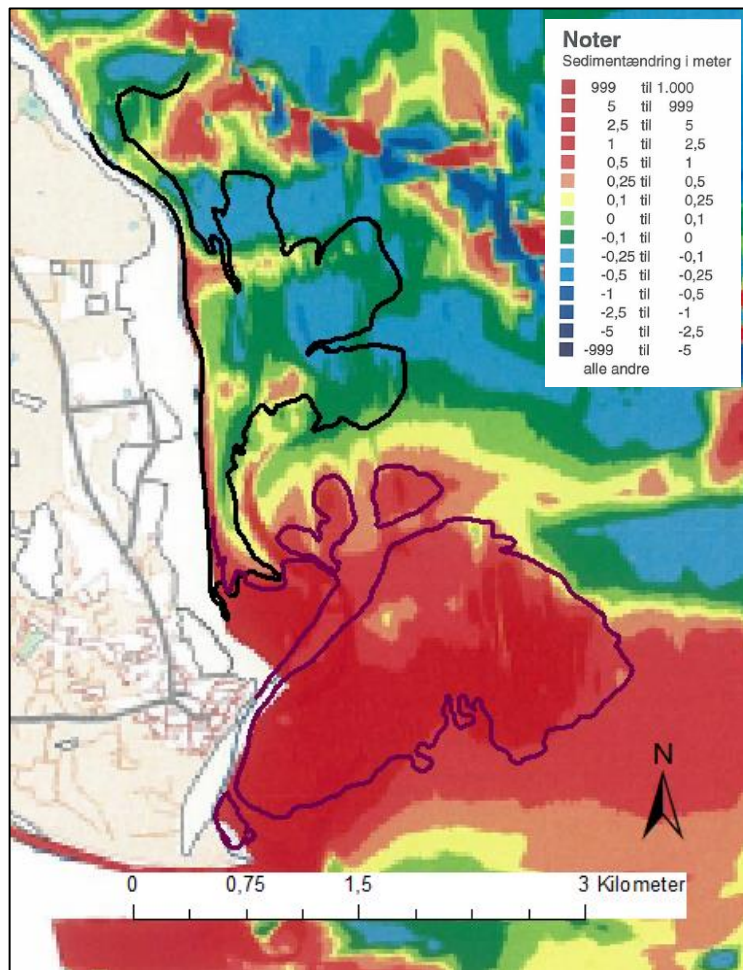 Noter
Sedimentændring i meter
999 til 1.000
5 til 999
2,5 til 5
1 til 2,5
0,5 til 1
0,25 til 0,5
0,1 til 0,25
0 til 0,1
-0,1 til 0
-0,25 til -0,1
-0,5 til -0,25
-1 til -0,5
-2,5 til -1
-5 til -2,5
-999 til -5
alle andre
N
0 0,75 1,5 3 Kilometer